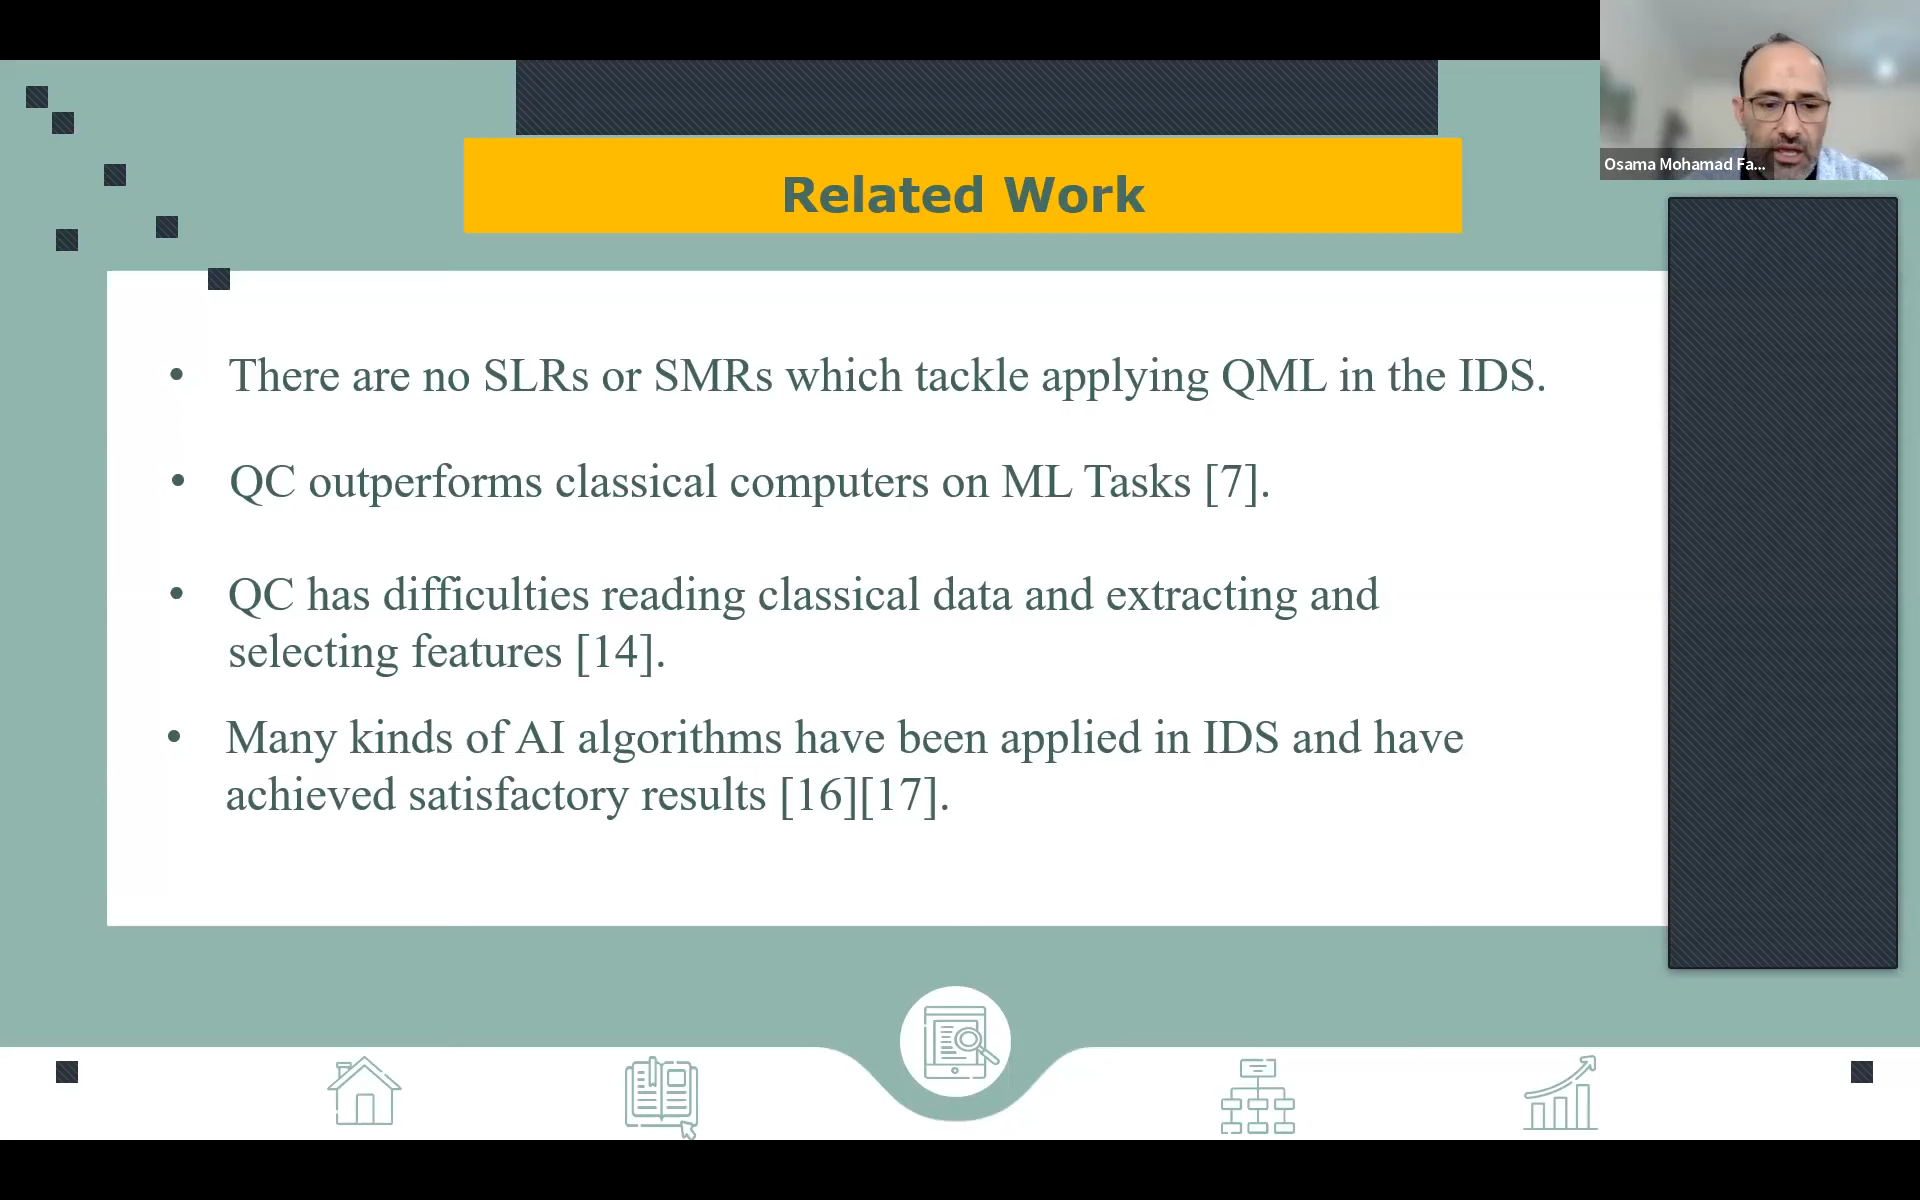 Osama Mohamad Fa...
Related Work
• There are no SLRs or SMRs which tackle applying QML in the IDS.
• QC outperforms classical computers on ML Tasks [7].
• QC has difficulties reading classical data and extracting and
selecting features [14].
• Many kinds of AI algorithms have been applied in IDS and have
achieved satisfactory results [16][17].